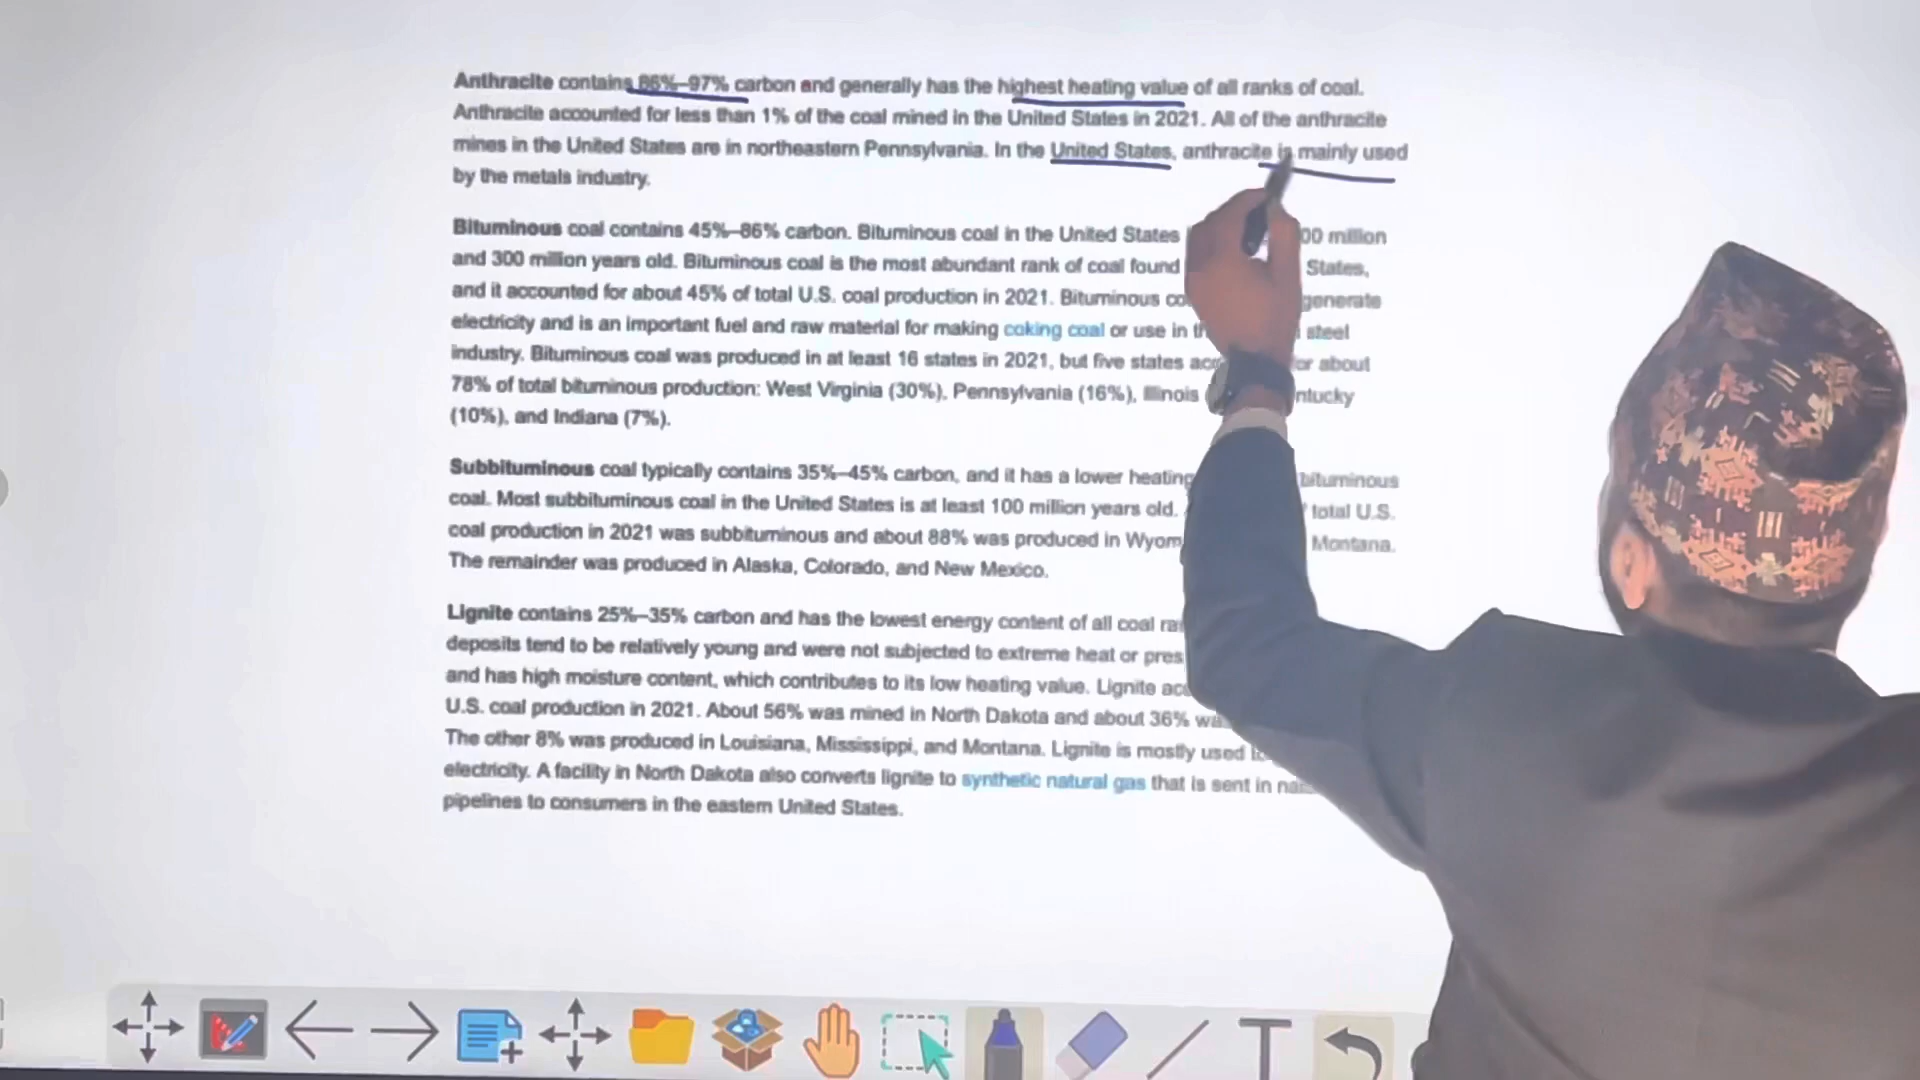 Anthracite contains 86%–97% carbon and generally has the highest heating value of all ranks of coal.
Anthracite accounted for less than 1% of the coal mined in the United States in 2021. All of the anthracite
mines in the United States are in northeastern Pennsylvania. In the United States, anthracite is mainly used
by the metals industry.
Bituminous coal contains 45%–86% carbon. Bituminous coal in the United States 00 million
and 300 million years old. Bituminous coal is the most abundant rank of coal found States,
and it accounted for about 45% of total U.S. coal production in 2021. Bituminous generate
electricity and is an important fuel and raw material for making coking coal or use in steel
industry. Bituminous coal was produced in at least 16 states in 2021, but five states or about
78% of total bituminous production: West Virginia (30%), Pennsylvania (16%), Illinois ntucky
(10%), and Indiana (7%).
Subbituminous coal typically contains 35%–45% carbon, and it has a lower heating bituminous
coal. Most subbituminous coal in the United States is at least 100 million years old. total U.S.
coal production in 2021 was subbituminous and about 88% was produced in Wyom Montana.
The remainder was produced in Alaska, Colorado, and New Mexico.
Lignite contains 25%–35% carbon and has the lowest energy content of all coal
deposits tend to be relatively young and were not subjected to extreme heat or pres
and has high moisture content, which contributes to its low heating value. Lignite
U.S. coal production in 2021. About 56% was mined in North Dakota and about 36% wa
The other 8% was produced in Louisiana, Mississippi, and Montana. Lignite is mostly used
electricity. A facility in North Dakota also converts lignite to synthetic natural gas that is sent in
pipelines to consumers in the eastern United States.
T